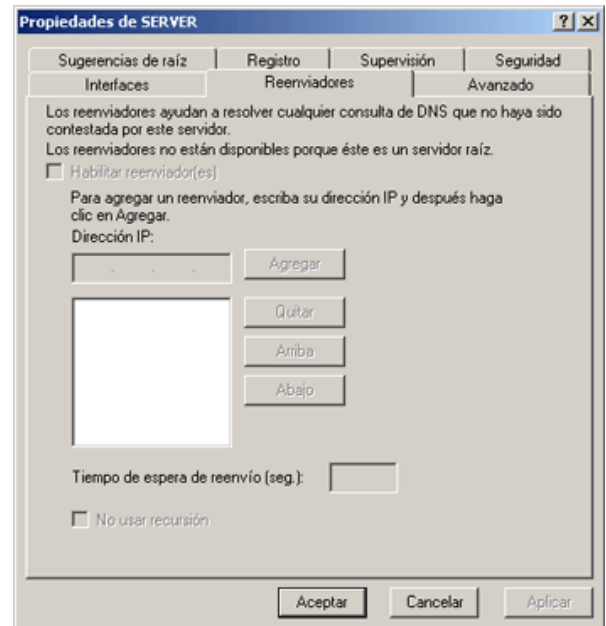 Propiedades de SERVER
Sugerencias de raíz
Registro
Supervisión
Seguridad
Interfaces
Reenviadores
Avanzado
Los reenviadores ayudan a resolver cualquier consulta de DNS que no haya sido
contestada por este servidor.
Los reenviadores no están disponibles porque éste es un servidor raíz.
Habilitar reenviador(es)
Para agregar un reenviador, escriba su dirección IP y después haga
clic en Agregar.
Dirección IP:
Agregar
Quitar
Arriba
Abajo
Tiempo de espera de reenvío (seg.):
No usar recursión
Aceptar
Cancelar
Aplicar